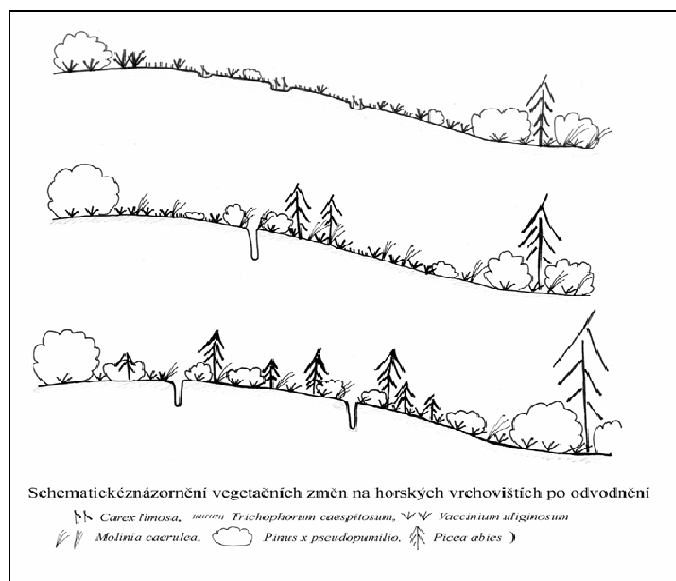 Schematickéznázornění vegetačních změn na horských vrchovištích po odvodnění
Carex limosa, Trichophorum caespitosum, Vaccinium uliginosum
Molinia caerulea, Pinus x pseudopumilio, Picea abies )